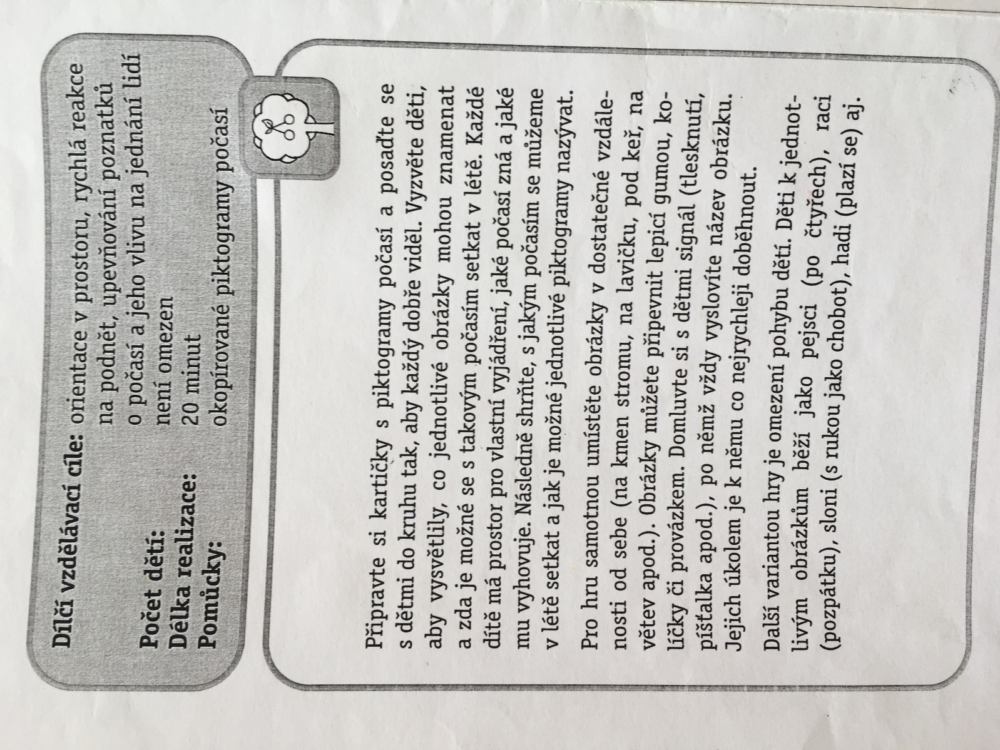 Dílčí vzdělávací cíle: orientace v prostoru, rychlá reakce
na podnět, upevňování poznatků
o počasí a jeho vlivu na jednání lidí
Počet dětí: není omezen
Délka realizace: 20 minut
Pomůcky: okopírované piktogramy počasí
Připravte si kartičky s piktogramy počasí a posaďte se
s dětmi do kruhu tak, aby každý dobře viděl. Vyzvěte děti,
aby vysvětlily, co jednotlivé obrázky mohou znamenat
a zda je možné se s takovým počasím setkat v létě. Každé
dítě má prostor pro vlastní vyjádření, jaké počasí zná a jaké
mu vyhovuje. Následně shrňte, s jakým počasím se můžeme
v létě setkat a jak je možné jednotlivé piktogramy nazývat.
Pro hru samotnou umístěte obrázky v dostatečné vzdále-
nosti od sebe (na kmen stromu, na lavičku, pod keř, na
větev apod.). Obrázky můžete připevnit lepicí gumou, ko-
líčky či provázkem. Domluvte si s dětmi signál (tlesknutí,
píšťalka apod.), po němž vždy vyslovíte název obrázku.
Jejich úkolem je k němu co nejrychleji doběhnout.
Další variantou hry je omezení pohybu dětí. Děti k jednot-
livým obrázkům běží jako pejsci (po čtyřech), raci
(pozpátku), sloni (s rukou jako chobot), hadi (plazí se) aj.